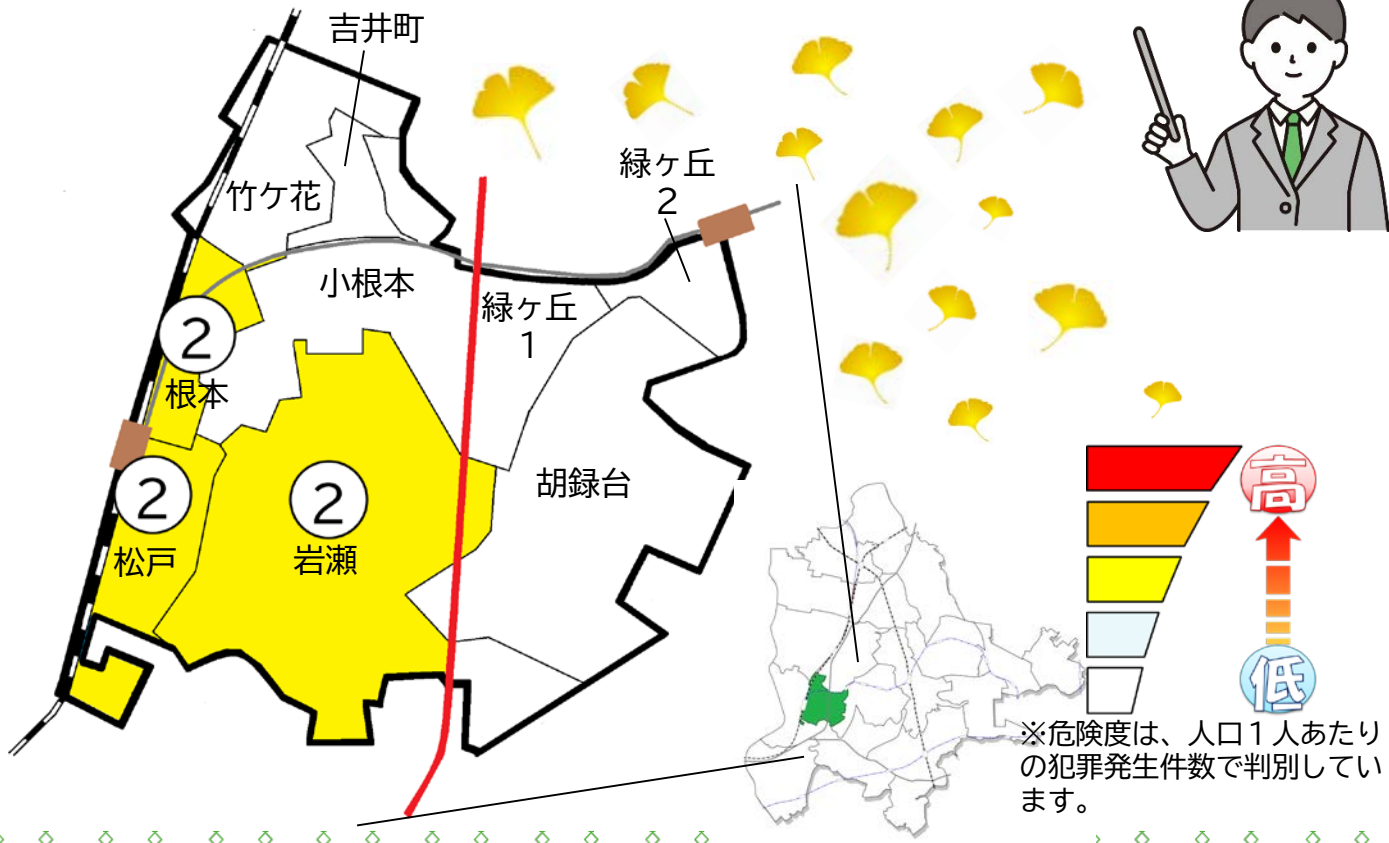 吉井町
竹ケ花
緑ヶ丘
2
小根本
緑ヶ丘
1
②
根本
②
松戸
②
岩瀬
胡録台
高
低
※危険度は、人口1人あたり
の犯罪発生件数で判別してい
ます。